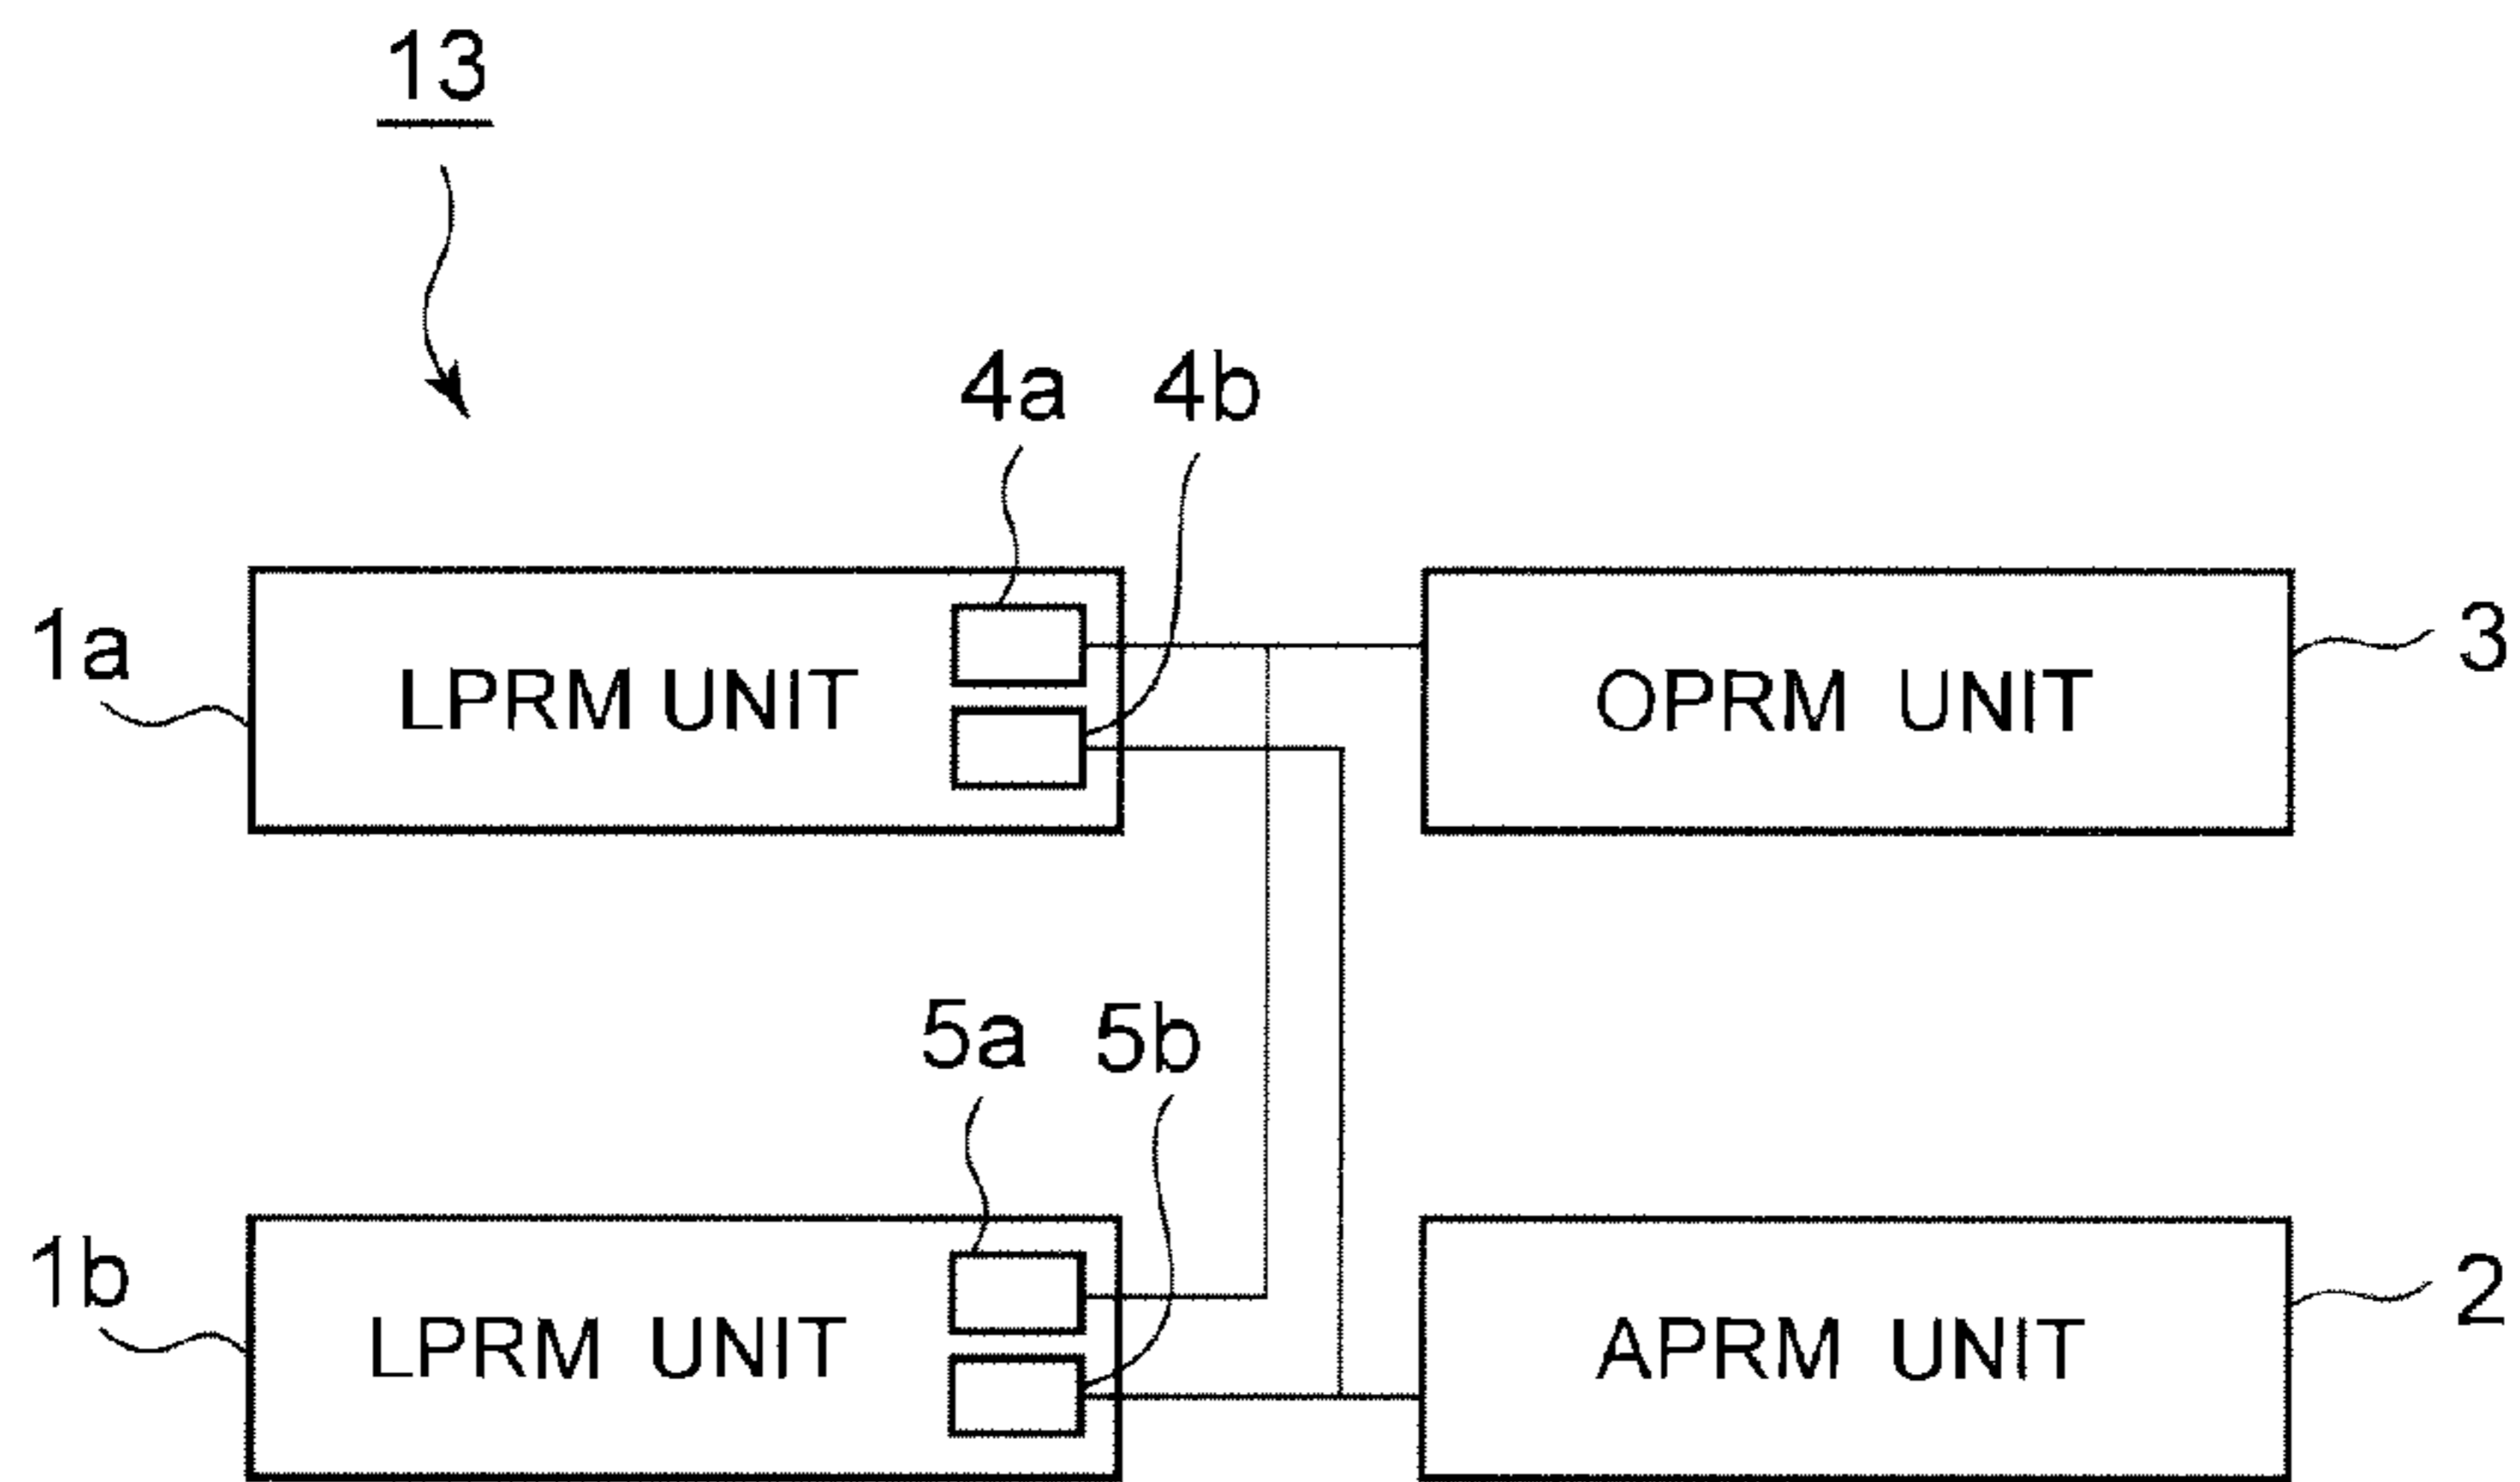 13
4a 4b
1a LPRM UNIT OPRM UNIT 3
5a 5b
1b LPRM UNIT APRM UNIT 2